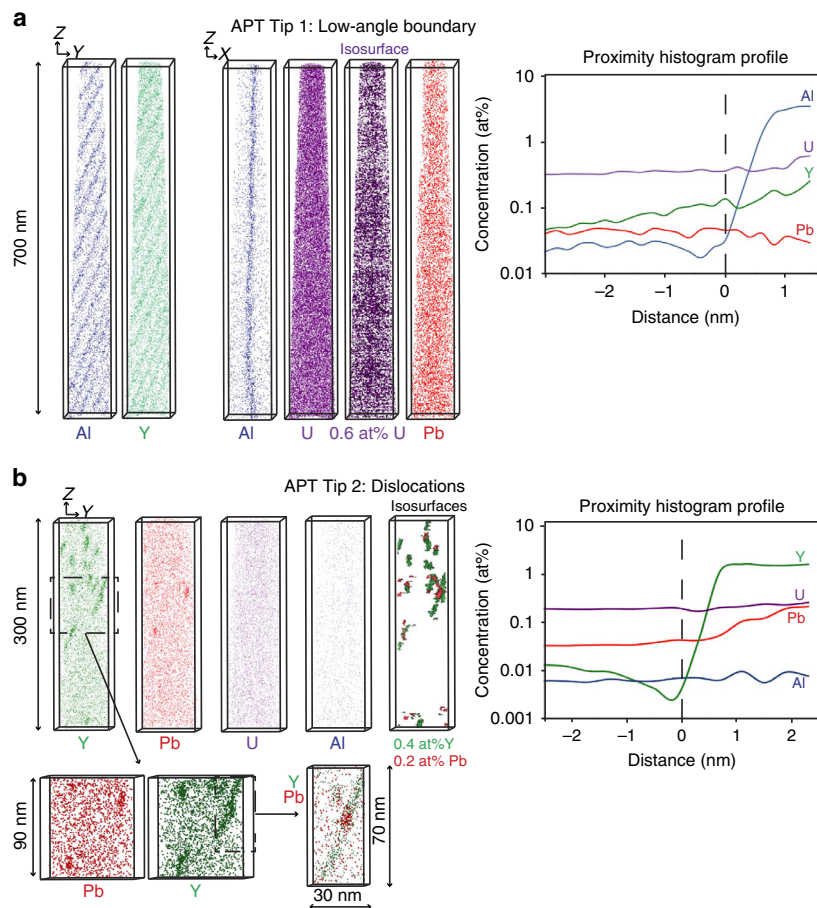 a
APT Tip 1: Low-angle boundary
Z
Y
Z
X
Isosurface
700 nm
Al
Y
Al
U
0.6 at% U
Pb
Proximity histogram profile
Concentration (at%)
10
1
0.1
0.01
Al
U
Y
Pb
−2
−1
0
1
Distance (nm)
b
APT Tip 2: Dislocations
Z
Y
Isosurfaces
300 nm
Y
Pb
U
Al
0.4 at%Y
0.2 at% Pb
90 nm
Pb
Y
Y
Pb
70 nm
30 nm
Proximity histogram profile
Concentration (at%)
10
1
0.1
0.01
0.001
Y
U
Pb
Al
−2
−1
0
1
2
Distance (nm)